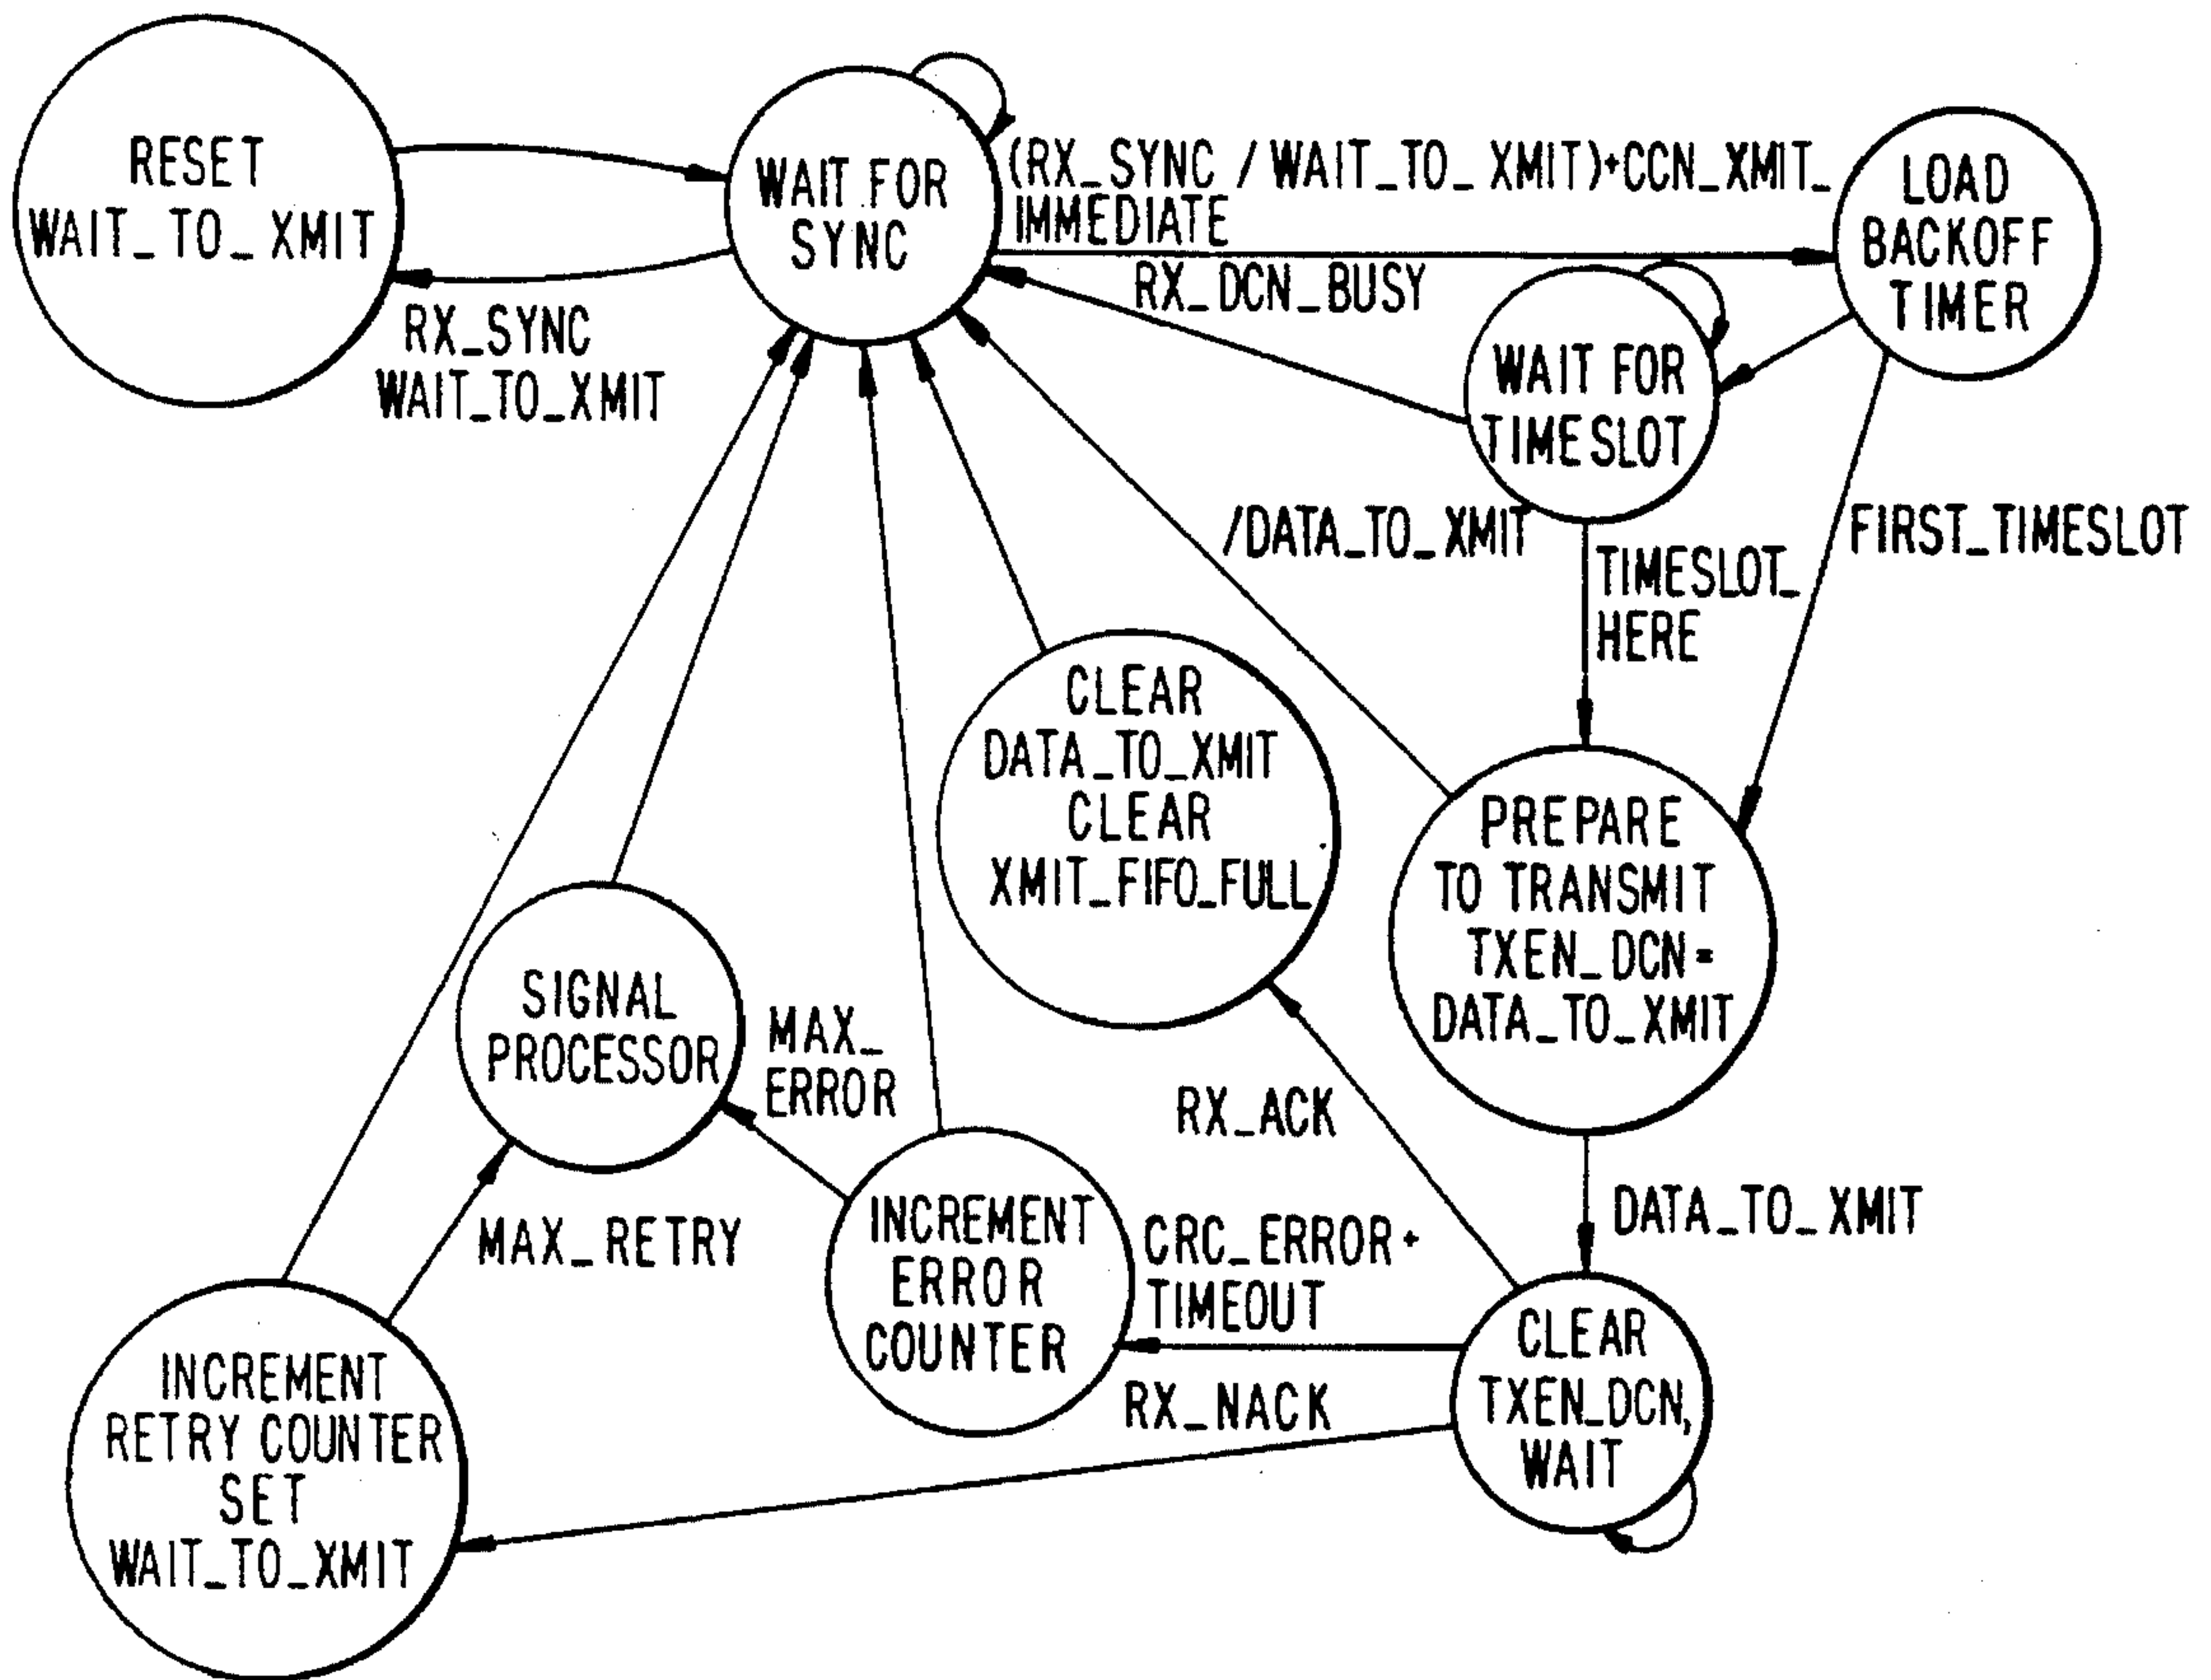 RESET
WAIT_TO_XMIT
WAIT FOR
SYNC
(RX_SYNC / WAIT_TO_XMIT)+CCN_XMIT_
IMMEDIATE
LOAD
BACKOFF
TIMER
RX_SYNC
WAIT_TO_XMIT
RX_DCN_BUSY
WAIT FOR
TIMESLOT
/DATA_TO_XMIT
TIMESLOT_
HERE
FIRST_TIMESLOT
CLEAR
DATA_TO_XMIT
CLEAR
XMIT_FIFO_FULL
PREPARE
TO TRANSMIT
TXEN_DCN=
DATA_TO_XMIT
SIGNAL
PROCESSOR
MAX_
ERROR
RX_ACK
MAX_RETRY
INCREMENT
ERROR
COUNTER
CRC_ERROR+
TIMEOUT
DATA_TO_XMIT
RX_NACK
CLEAR
TXEN_DCN,
WAIT
INCREMENT
RETRY COUNTER
SET
WAIT_TO_XMIT